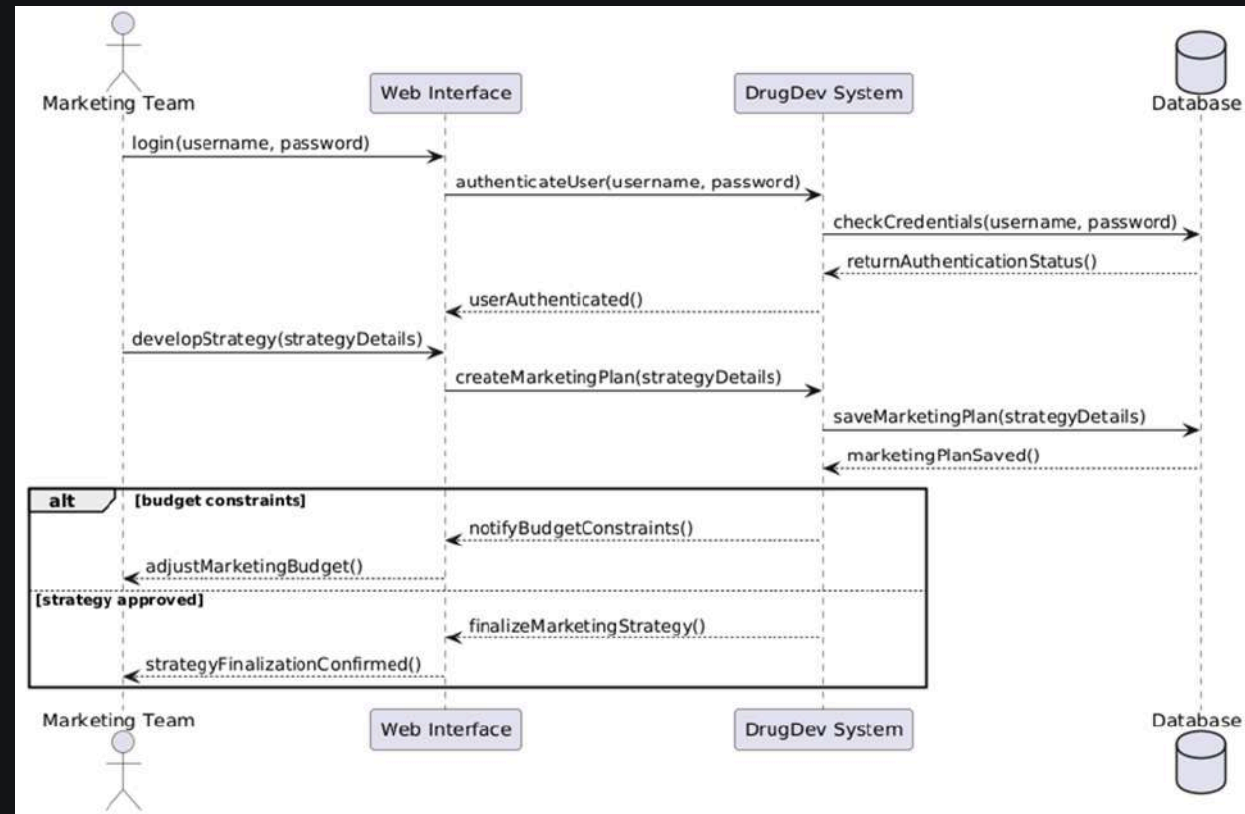 Marketing Team
Web Interface
DrugDev System
Database
login(username, password)
authenticateUser(username, password)
checkCredentials(username, password)
returnAuthenticationStatus()
userAuthenticated()
developStrategy(strategyDetails)
createMarketingPlan(strategyDetails)
saveMarketingPlan(strategyDetails)
marketingPlanSaved()
alt [budget constraints]
notifyBudgetConstraints()
adjustMarketingBudget()
[strategy approved]
finalizeMarketingStrategy()
strategyFinalizationConfirmed()
Marketing Team
Web Interface
DrugDev System
Database